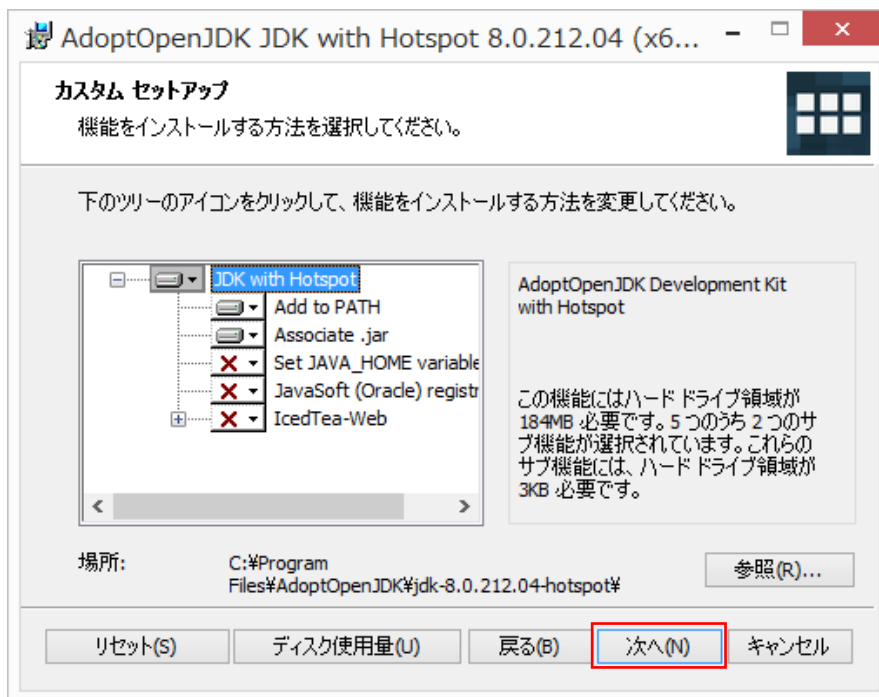 AdoptOpenJDK JDK with Hotspot 8.0.212.04 (x6...
カスタム セットアップ
機能をインストールする方法を選択してください。
下のツリーのアイコンをクリックして、機能をインストールする方法を変更してください。
JDK with Hotspot
Add to PATH
Associate .jar
Set JAVA_HOME variable
JavaSoft (Oracle) registr
IcedTea-Web
AdoptOpenJDK Development Kit
with Hotspot
この機能にはハード ドライブ領域が
184MB 必要です。5 つのうち 2 つのサ
ブ機能が選択されています。これらの
サブ機能には、ハード ドライブ領域が
3KB 必要です。
場所:
C:¥Program
Files¥AdoptOpenJDK¥jdk-8.0.212.04-hotspot¥
参照(R)...
リセット(S)
ディスク使用量(U)
戻る(B)
次へ(N)
キャンセル